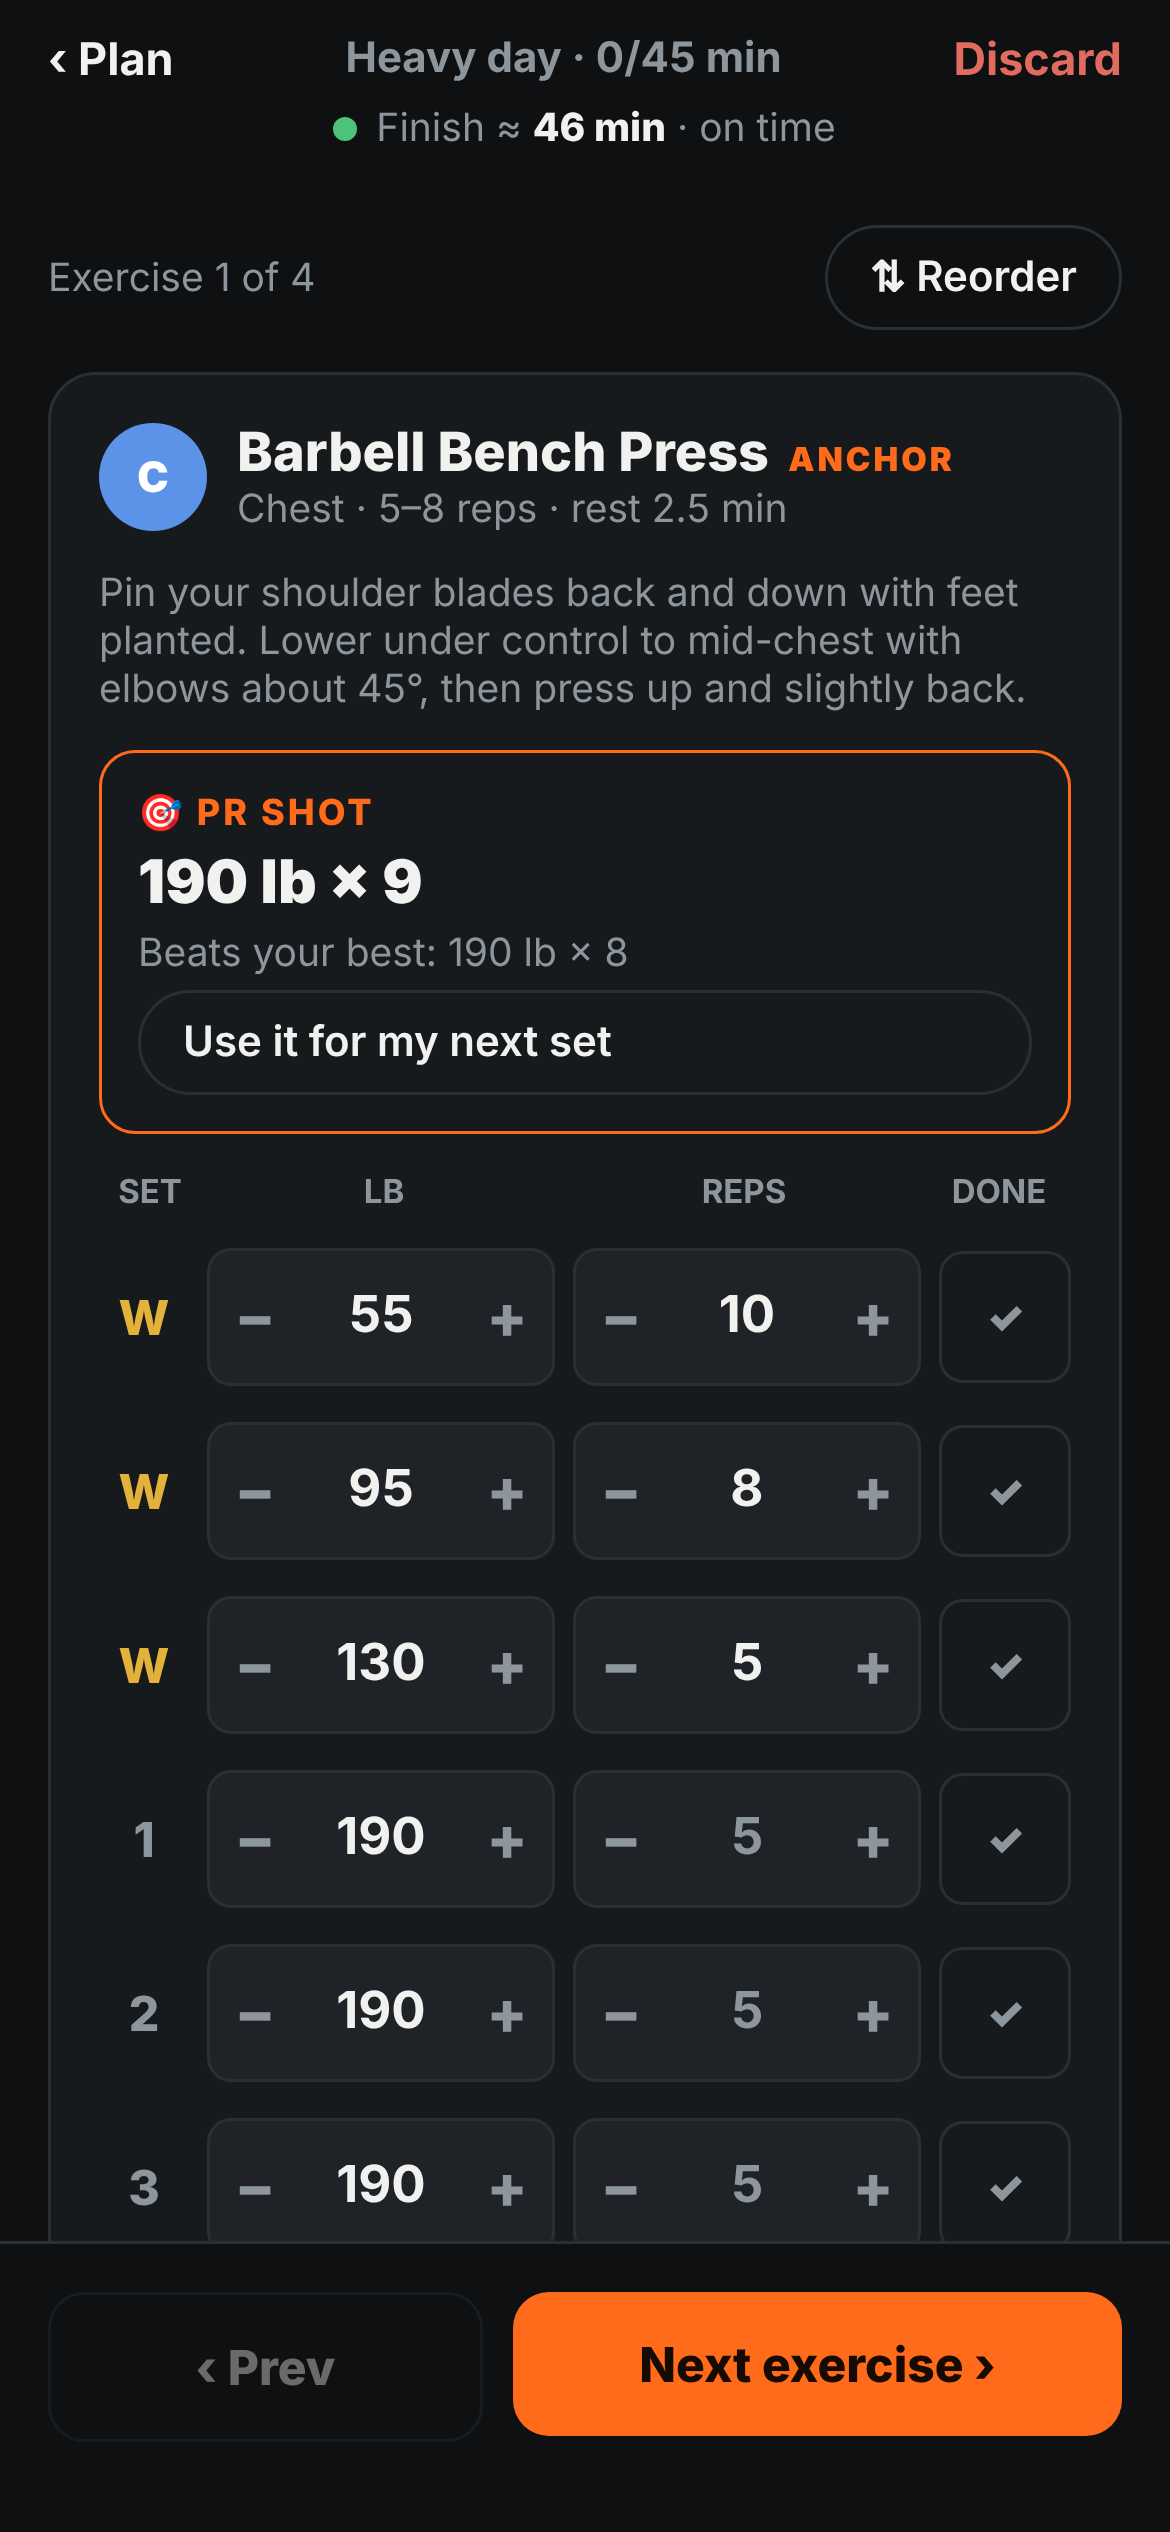 ‹ Plan
Heavy day · 0/45 min
Discard
Finish ≈ 46 min · on time
Exercise 1 of 4
⇅ Reorder
C
Barbell Bench Press ANCHOR
Chest · 5–8 reps · rest 2.5 min
Pin your shoulder blades back and down with feet
planted. Lower under control to mid-chest with
elbows about 45°, then press up and slightly back.
🎯 PR SHOT
190 lb × 9
Beats your best: 190 lb × 8
Use it for my next set
SET LB REPS DONE
W − 55 + − 10 + ✓
W − 95 + − 8 + ✓
W − 130 + − 5 + ✓
1 − 190 + − 5 + ✓
2 − 190 + − 5 + ✓
3 − 190 + − 5 + ✓
‹ Prev
Next exercise ›